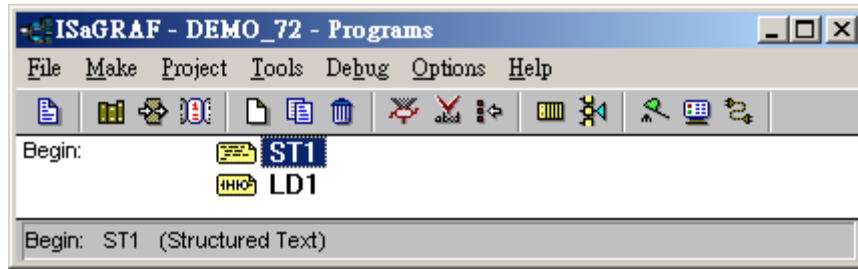 ISaGRAF - DEMO_72 - Programs
File Make Project Tools Debug Options Help
Begin: ST1
LD1
Begin: ST1 (Structured Text)